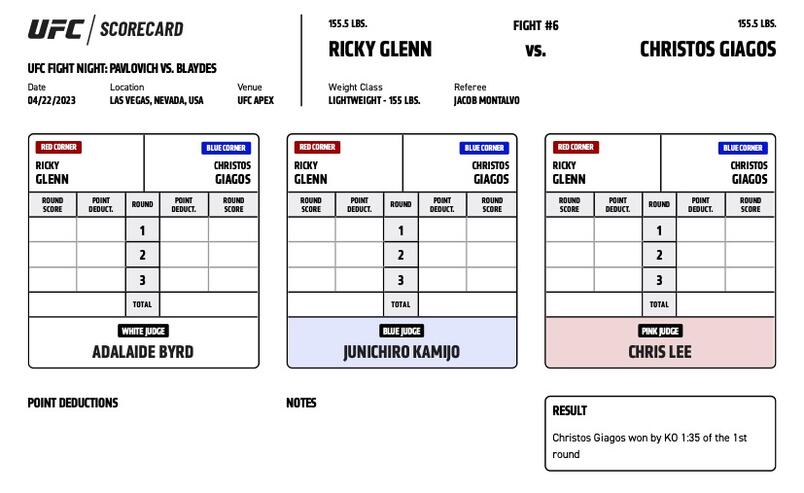 UFC SCORECARD
UFC FIGHT NIGHT: PAVLOVICH VS. BLAYDES
Date Location Venue
04/22/2023 LAS VEGAS, NEVADA, USA UFC APEX
155.5 LBS. FIGHT #6 155.5 LBS.
RICKY GLENN VS. CHRISTOS GIAGOS
Weight Class Referee
LIGHTWEIGHT - 155 LBS. JACOB MONTALVO
RED CORNER BLUE CORNER
RICKY CHRISTOS
GLENN GIAGOS
ROUND SCORE POINT DEDUCT. ROUND POINT DEDUCT. ROUND SCORE
1
2
3
TOTAL
WHITE JUDGE
ADALAIDE BYRD
RED CORNER BLUE CORNER
RICKY CHRISTOS
GLENN GIAGOS
ROUND SCORE POINT DEDUCT. ROUND POINT DEDUCT. ROUND SCORE
1
2
3
TOTAL
BLUE JUDGE
JUNICHIRO KAMIJO
RED CORNER BLUE CORNER
RICKY CHRISTOS
GLENN GIAGOS
ROUND SCORE POINT DEDUCT. ROUND POINT DEDUCT. ROUND SCORE
1
2
3
TOTAL
PINK JUDGE
CHRIS LEE
POINT DEDUCTIONS
NOTES
RESULT
Christos Giagos won by KO 1:35 of the 1st
round